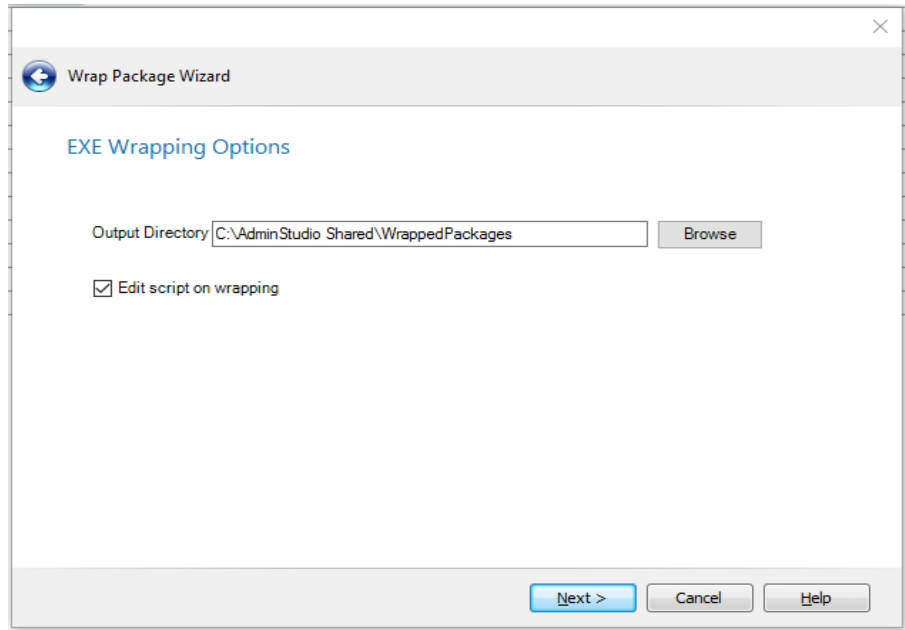 Wrap Package Wizard
EXE Wrapping Options
Output Directory C:\AdminStudio Shared\WrappedPackages Browse
Edit script on wrapping
Next > Cancel Help